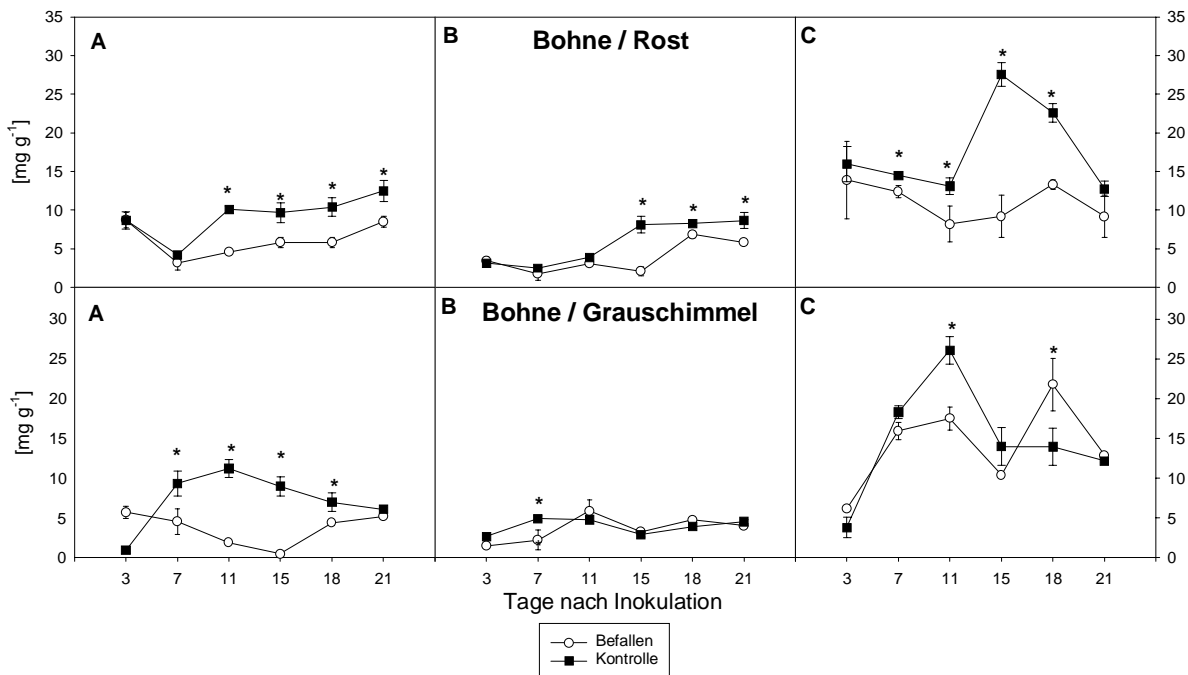 A
B
Bohne / Rost
C
35
30
25
20
15
10
5
0
[mg g⁻¹]
* * * *
* * *
* * * *
35
30
25
20
15
10
5
0
A
B
Bohne / Grauschimmel
C
30
25
20
15
10
5
0
[mg g⁻¹]
* * * *
*
* *
30
25
20
15
10
5
0
3 7 11 15 18 21
3 7 11 15 18 21
3 7 11 15 18 21
Tage nach Inokulation
Befallen
Kontrolle